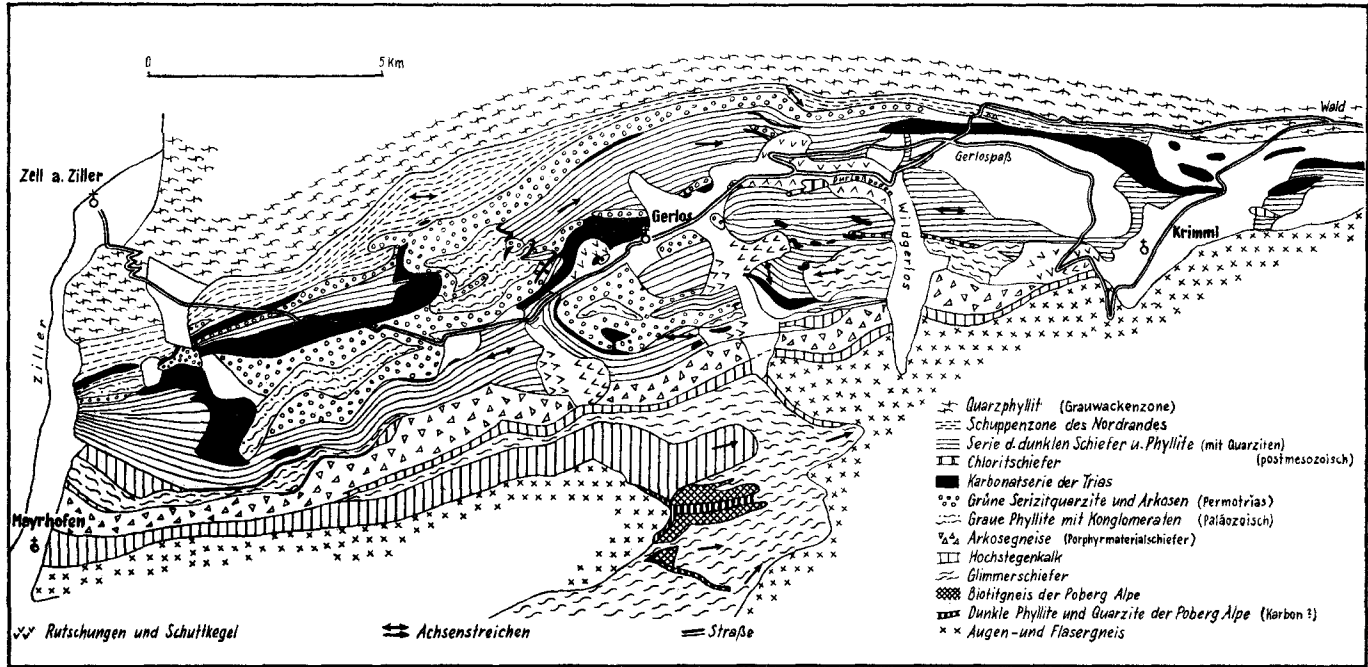 0 5 Km
Wald
Zell a. Ziller
Gerlospaß
Durlaßboden
Gerlos
Wildgerlos
Krimml
Ziller
Mayrhofen
Quarzphyllit (Grauwackenzone)
Schuppenzone des Nordrandes
Serie d. dunklen Schiefer u. Phyllite (mit Quarziten)
Chloritschiefer (postmesozoisch)
Karbonatserie der Trias
Grüne Serizitquarzite und Arkosen (Permotrias)
Graue Phyllite mit Konglomeraten (Paläozoisch)
Arkosegneise (Porphyrmaterialschiefer)
Hochstegenkalk
Glimmerschiefer
Biotitgneis der Poberg Alpe
Dunkle Phyllite und Quarzite der Poberg Alpe (Karbon ?)
Augen- und Flasergneis
Rutschungen und Schuttkegel
Achsenstreichen
Straße